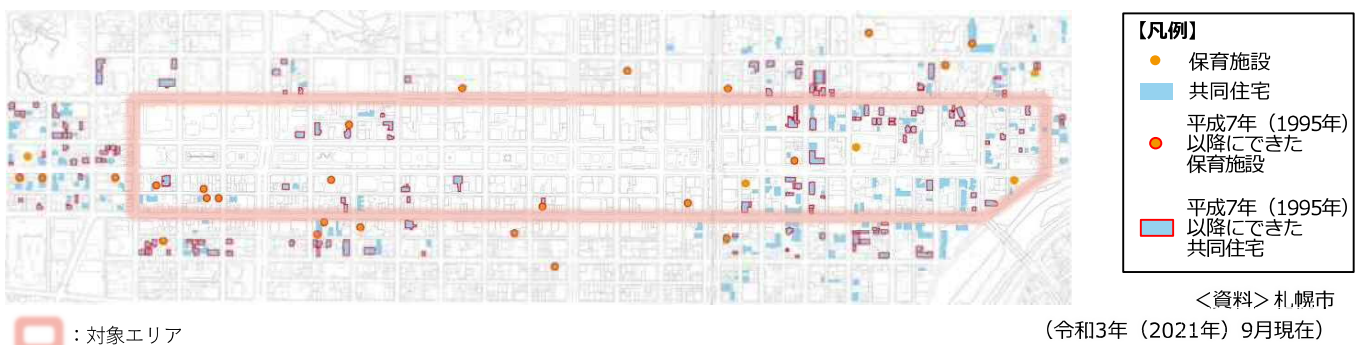 【凡例】
保育施設
共同住宅
平成7年（1995年）
以降にできた
保育施設
平成7年（1995年）
以降にできた
共同住宅
＜資料＞札幌市
（令和3年（2021年）9月現在）
：対象エリア